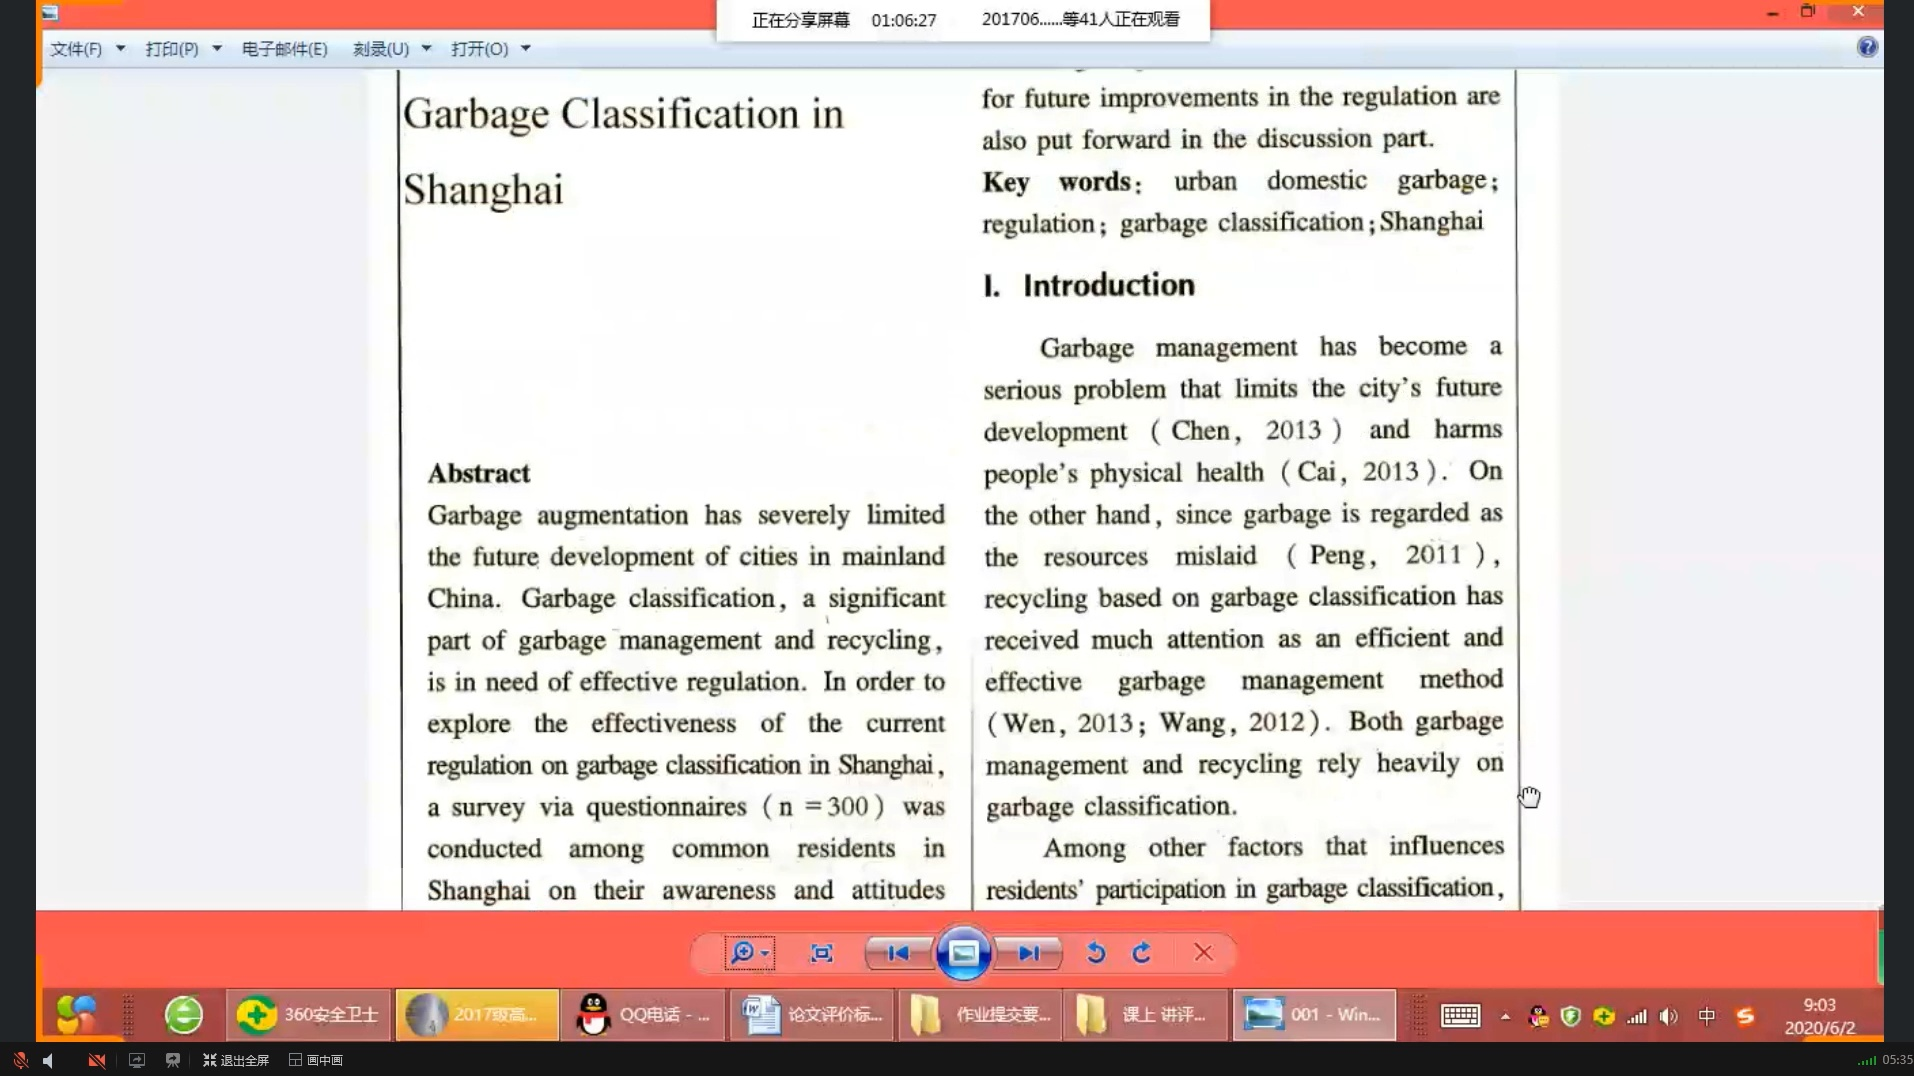 正在分享屏幕 01:06:27 201706......等41人正在观看
文件(F) 打印(P) 电子邮件(E) 刻录(U) 打开(O)
Garbage Classification in
Shanghai
Abstract
Garbage augmentation has severely limited
the future development of cities in mainland
China. Garbage classification, a significant
part of garbage management and recycling,
is in need of effective regulation. In order to
explore the effectiveness of the current
regulation on garbage classification in Shanghai,
a survey via questionnaires (n =300) was
conducted among common residents in
Shanghai on their awareness and attitudes
for future improvements in the regulation are
also put forward in the discussion part.
Key words: urban domestic garbage;
regulation; garbage classification;Shanghai
I. Introduction
Garbage management has become a
serious problem that limits the city's future
development (Chen, 2013) and harms
people's physical health (Cai, 2013). On
the other hand, since garbage is regarded as
the resources mislaid (Peng, 2011),
recycling based on garbage classification has
received much attention as an efficient and
effective garbage management method
(Wen, 2013; Wang, 2012). Both garbage
management and recycling rely heavily on
garbage classification.
Among other factors that influences
residents' participation in garbage classification,
360安全卫士 2017级高... QQ电话 - ... 论文评价标... 作业提交要... 课上 讲评... 001 - Win... 中
9:03
2020/6/2
退出全屏 画中画 05:35